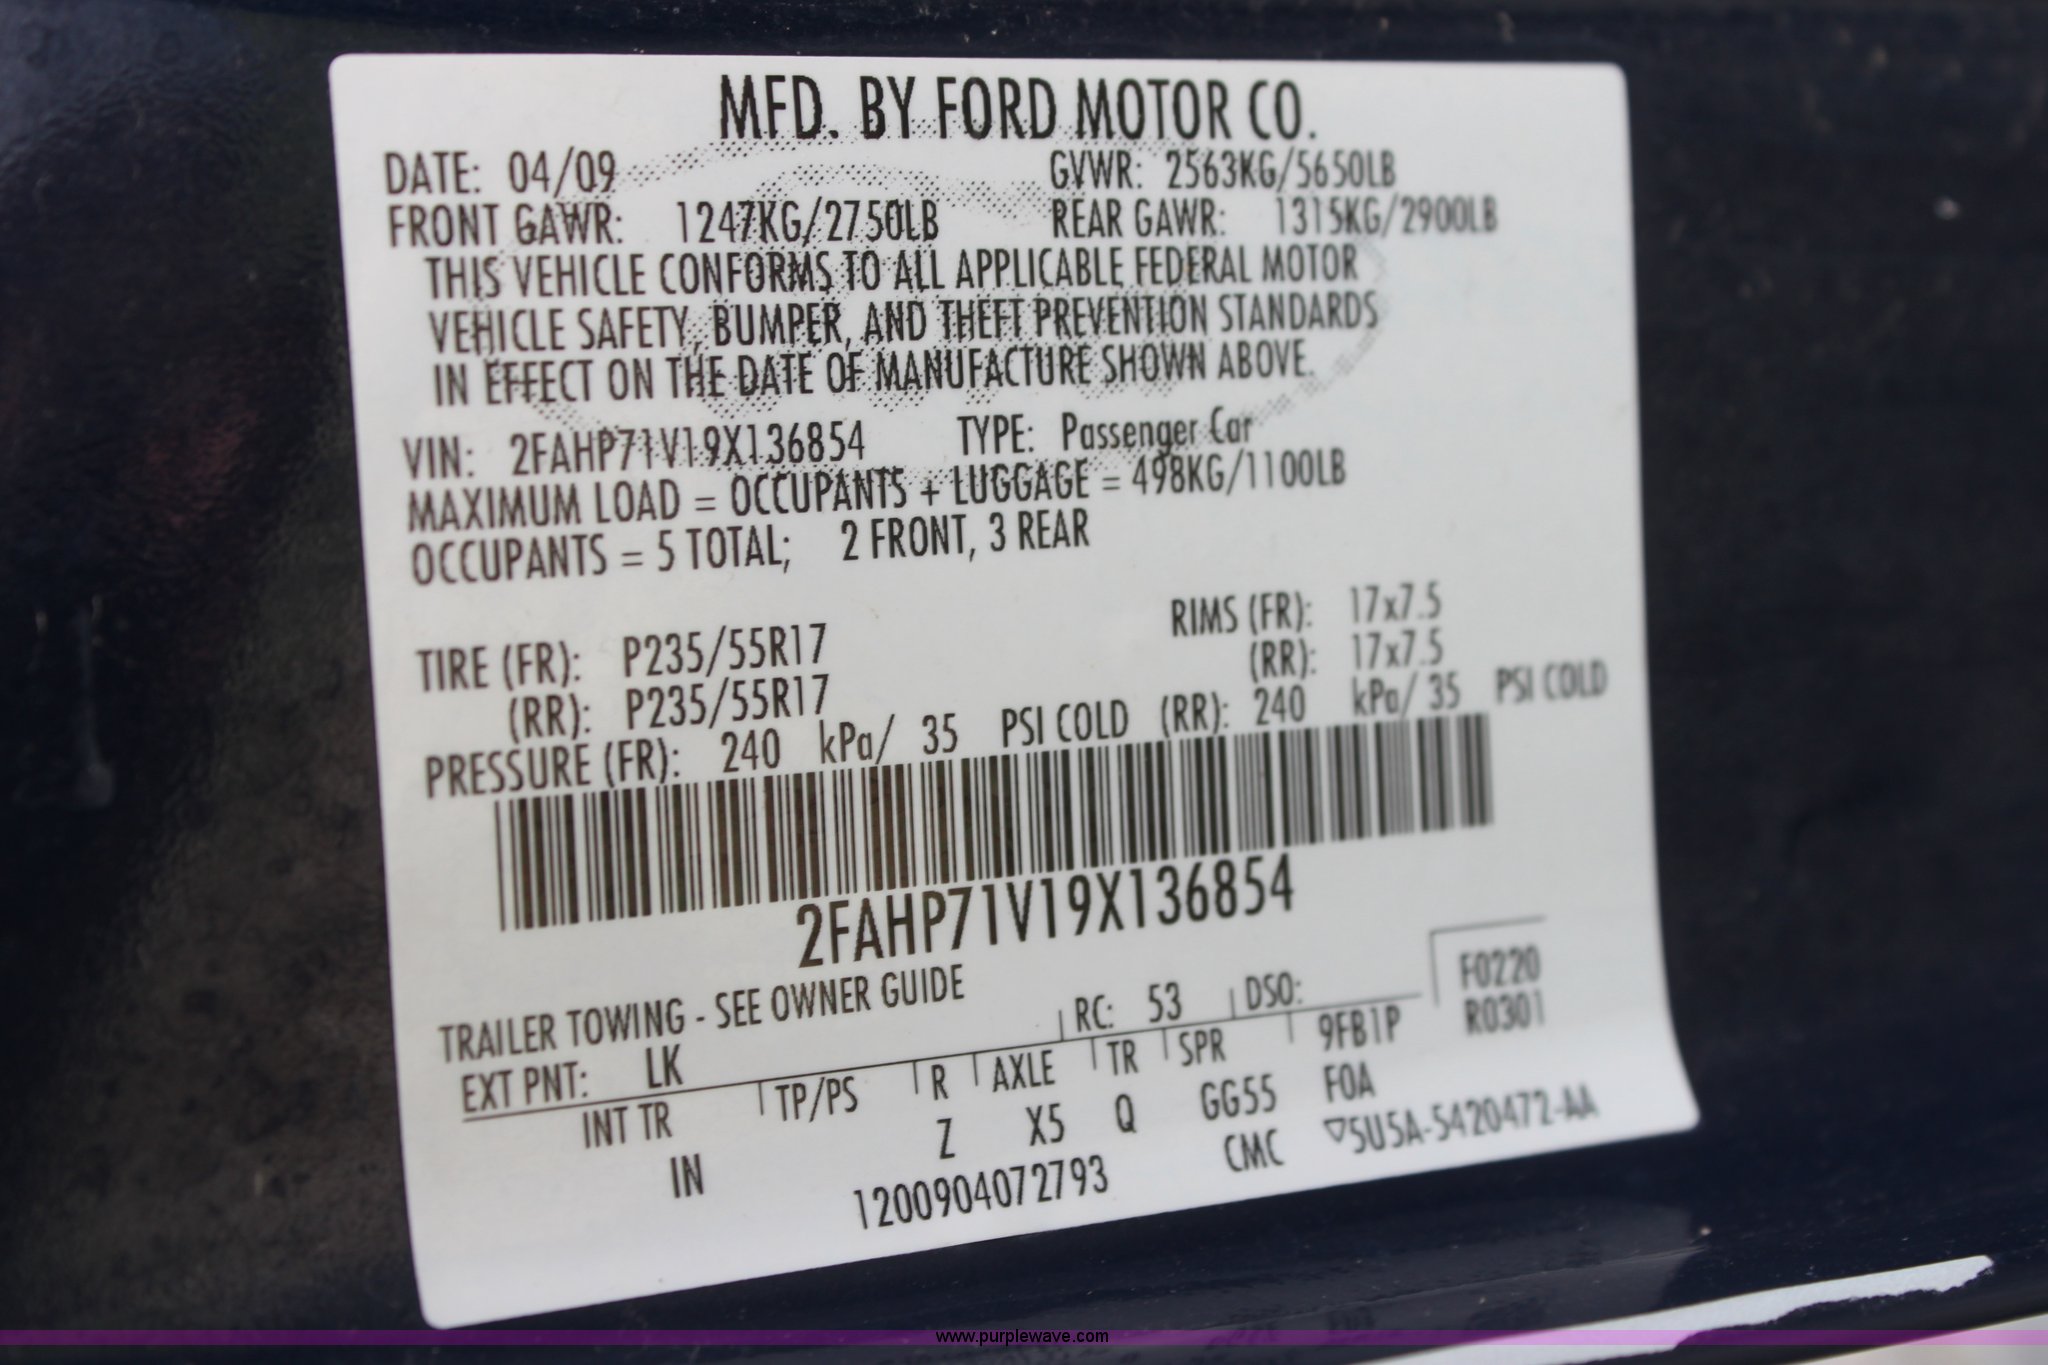 MFD. BY FORD MOTOR CO.
DATE: 04/09 GVWR: 2563KG/5650LB
FRONT GAWR: 1247KG/2750LB REAR GAWR: 1315KG/2900LB
THIS VEHICLE CONFORMS TO ALL APPLICABLE FEDERAL MOTOR
VEHICLE SAFETY, BUMPER, AND THEFT PREVENTION STANDARDS
IN EFFECT ON THE DATE OF MANUFACTURE SHOWN ABOVE.
VIN: 2FAHP71V19X136854 TYPE: Passenger Car
MAXIMUM LOAD = OCCUPANTS + LUGGAGE = 498KG/1100LB
OCCUPANTS = 5 TOTAL; 2 FRONT, 3 REAR
TIRE (FR): P235/55R17 RIMS (FR): 17x7.5
(RR): P235/55R17 (RR): 17x7.5
PRESSURE (FR): 240 kPa/ 35 PSI COLD (RR): 240 kPa/ 35 PSI COLD
2FAHP71V19X136854
TRAILER TOWING - SEE OWNER GUIDE
F0220
EXT PNT: LK RC: 53 DSO: R0301
INT TR TP/PS R AXLE TR SPR 9FB1P
IN Z X5 Q GG55 FOA
1200904072793 CMC ▽5U5A-5420472-AA
www.purplewave.com